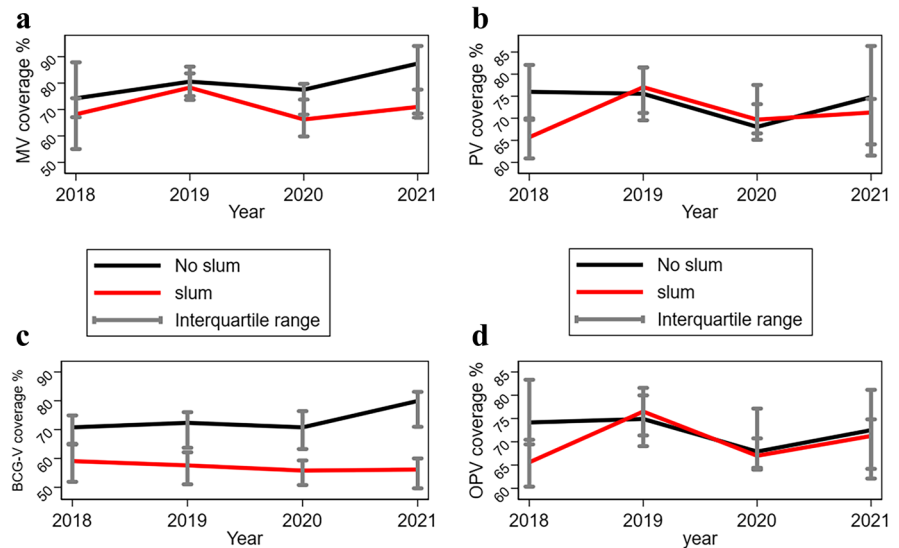 a
MV coverage %
90
80
70
60
50
2018 2019 2020 2021
Year
b
PV coverage %
85
80
75
70
65
60
2018 2019 2020 2021
Year
No slum
slum
Interquartile range
No slum
slum
Interquartile range
c
BCG-V coverage %
90
80
70
60
50
2018 2019 2020 2021
Year
d
OPV coverage %
85
80
75
70
65
60
2018 2019 2020 2021
year